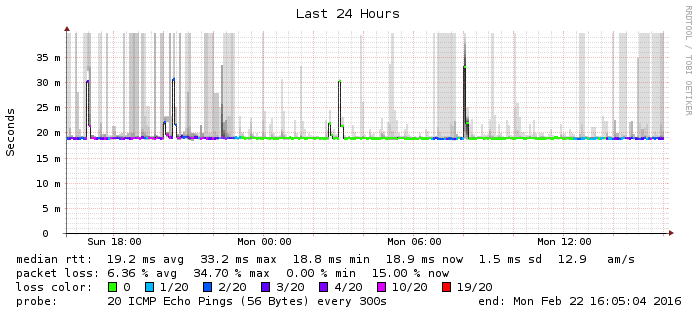 Last 24 Hours
RRDTOOL / TOBI OETIKER
Seconds
35 m
30 m
25 m
20 m
15 m
10 m
5 m
0
Sun 18:00 Mon 00:00 Mon 06:00 Mon 12:00
median rtt: 19.2 ms avg 33.2 ms max 18.8 ms min 18.9 ms now 1.5 ms sd 12.9 am/s
packet loss: 6.36 % avg 34.70 % max 0.00 % min 15.00 % now
loss color: 0 1/20 2/20 3/20 4/20 10/20 19/20
probe: 20 ICMP Echo Pings (56 Bytes) every 300s end: Mon Feb 22 16:05:04 2016